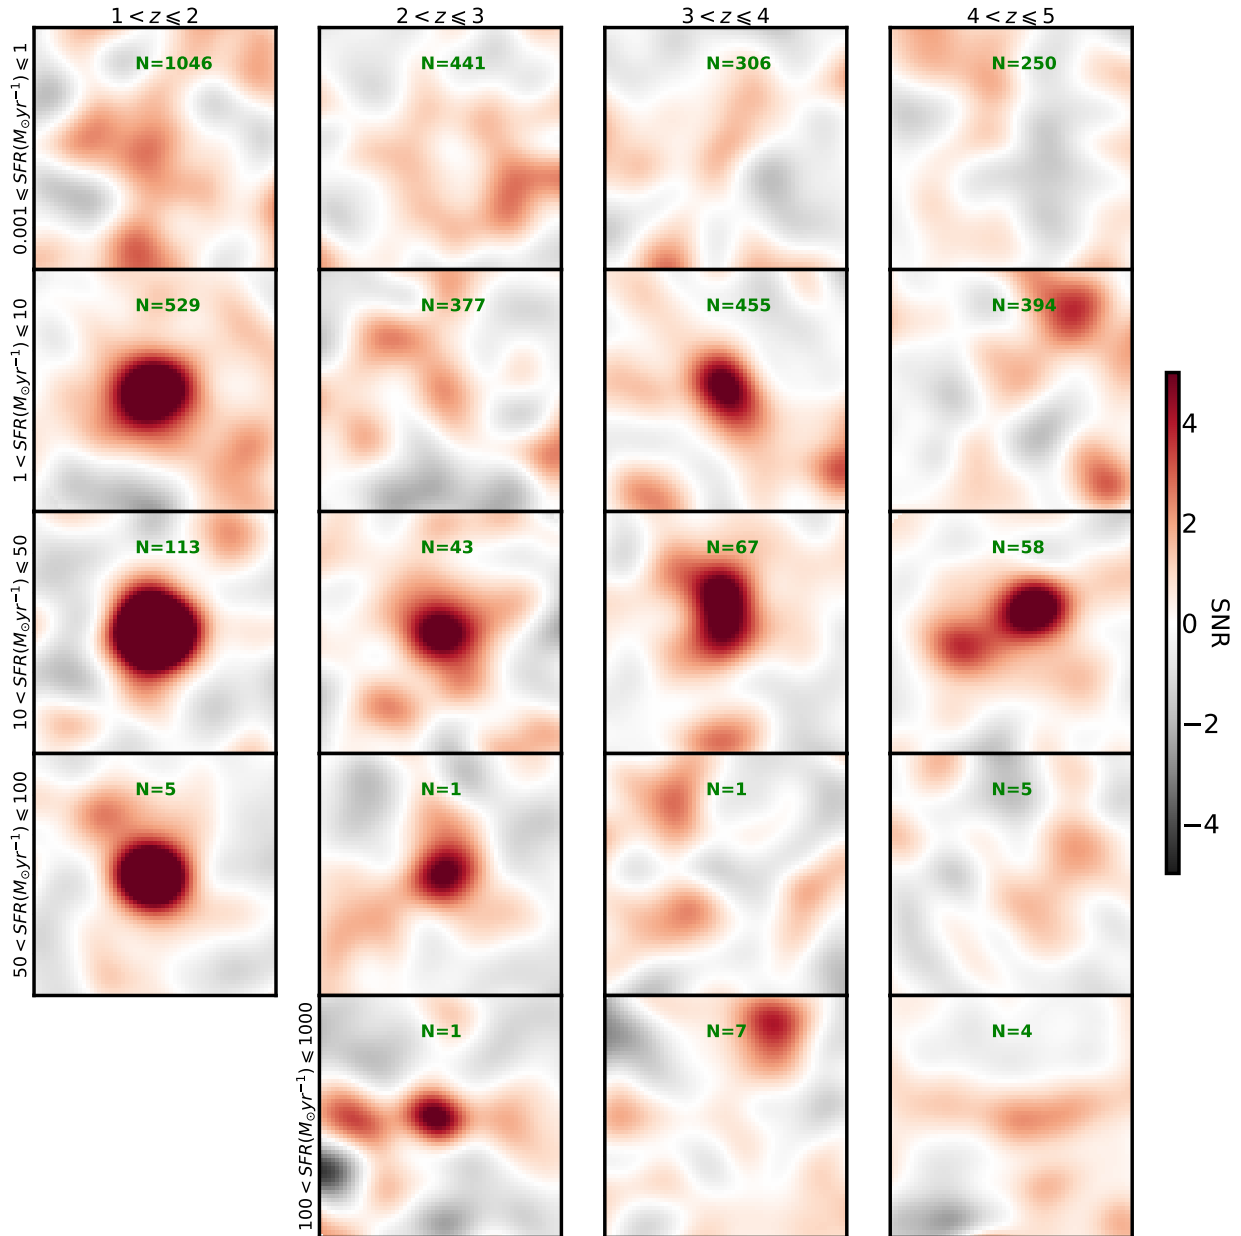 1 < z ⩽ 2
2 < z ⩽ 3
3 < z ⩽ 4
4 < z ⩽ 5
0.001 ⩽ SFR(M⊙yr⁻¹) ⩽ 1
N=1046
N=441
N=306
N=250
1 < SFR(M⊙yr⁻¹) ⩽ 10
N=529
N=377
N=455
N=394
10 < SFR(M⊙yr⁻¹) ⩽ 50
N=113
N=43
N=67
N=58
50 < SFR(M⊙yr⁻¹) ⩽ 100
N=5
N=1
N=1
N=5
100 < SFR(M⊙yr⁻¹) ⩽ 1000
N=1
N=7
N=4
4
2
0
−2
−4
SNR